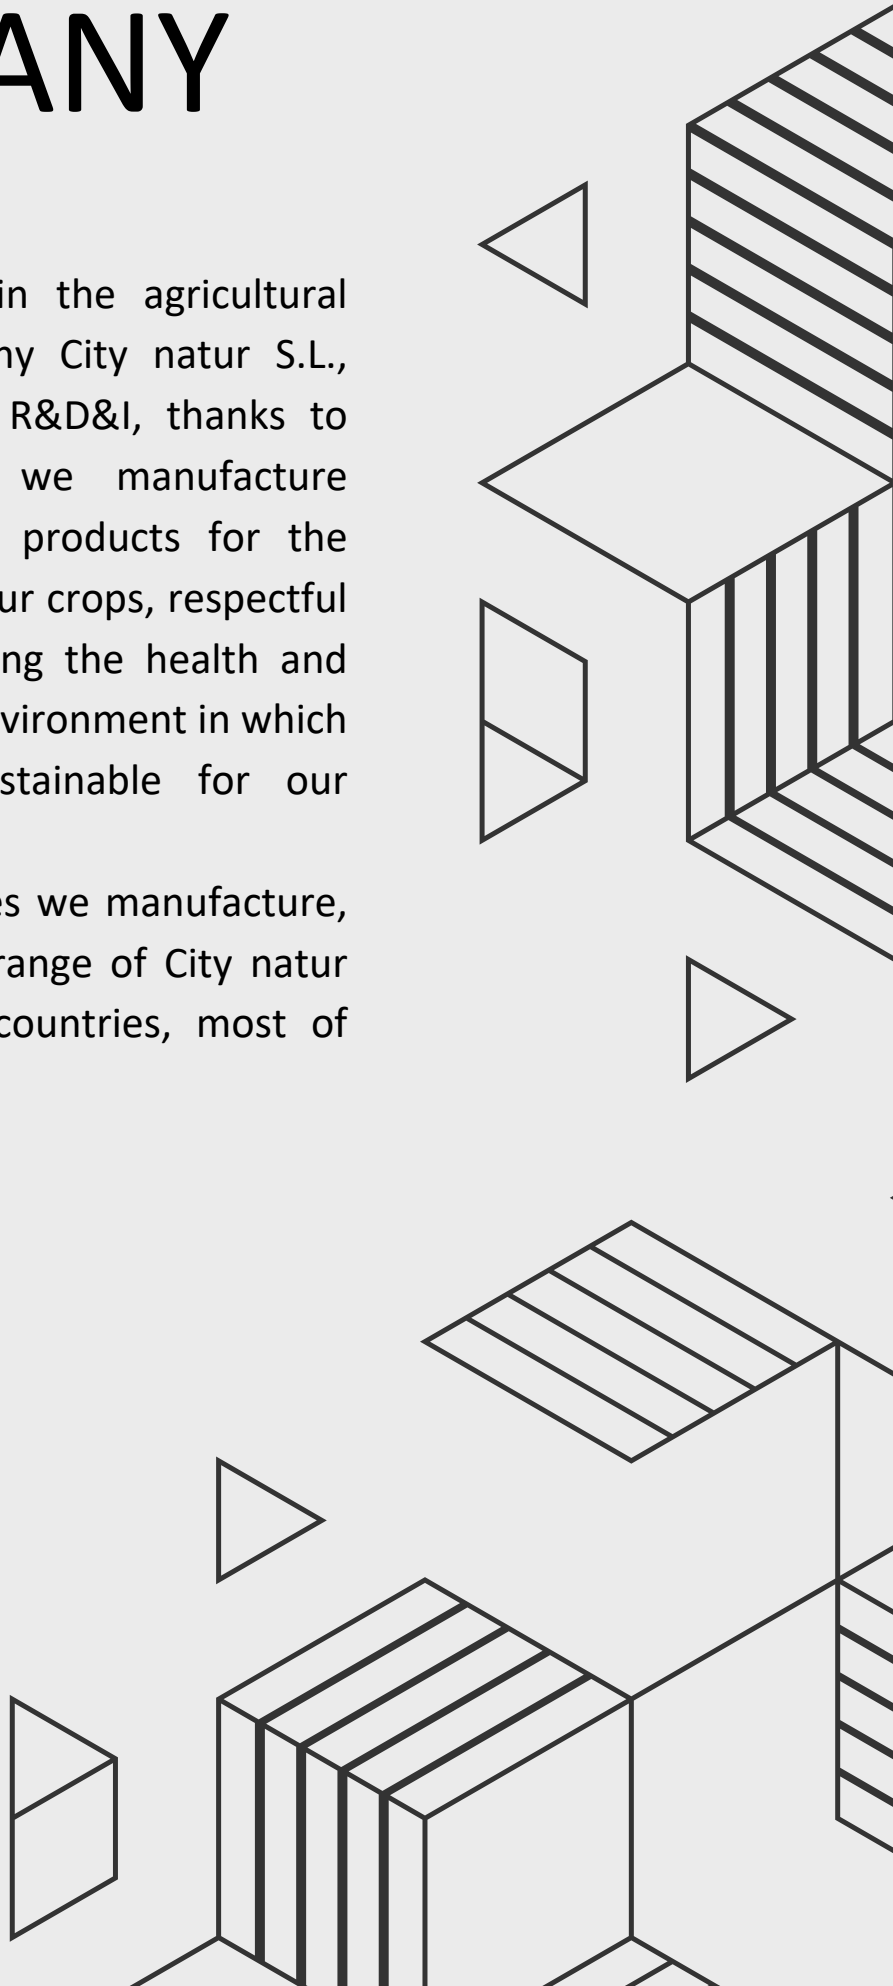 ANY
in the agricultural
ny City natur S.L.,
R&D&I, thanks to
we manufacture
products for the
ur crops, respectful
ng the health and
vironment in which
stainable for our
es we manufacture,
range of City natur
countries, most of